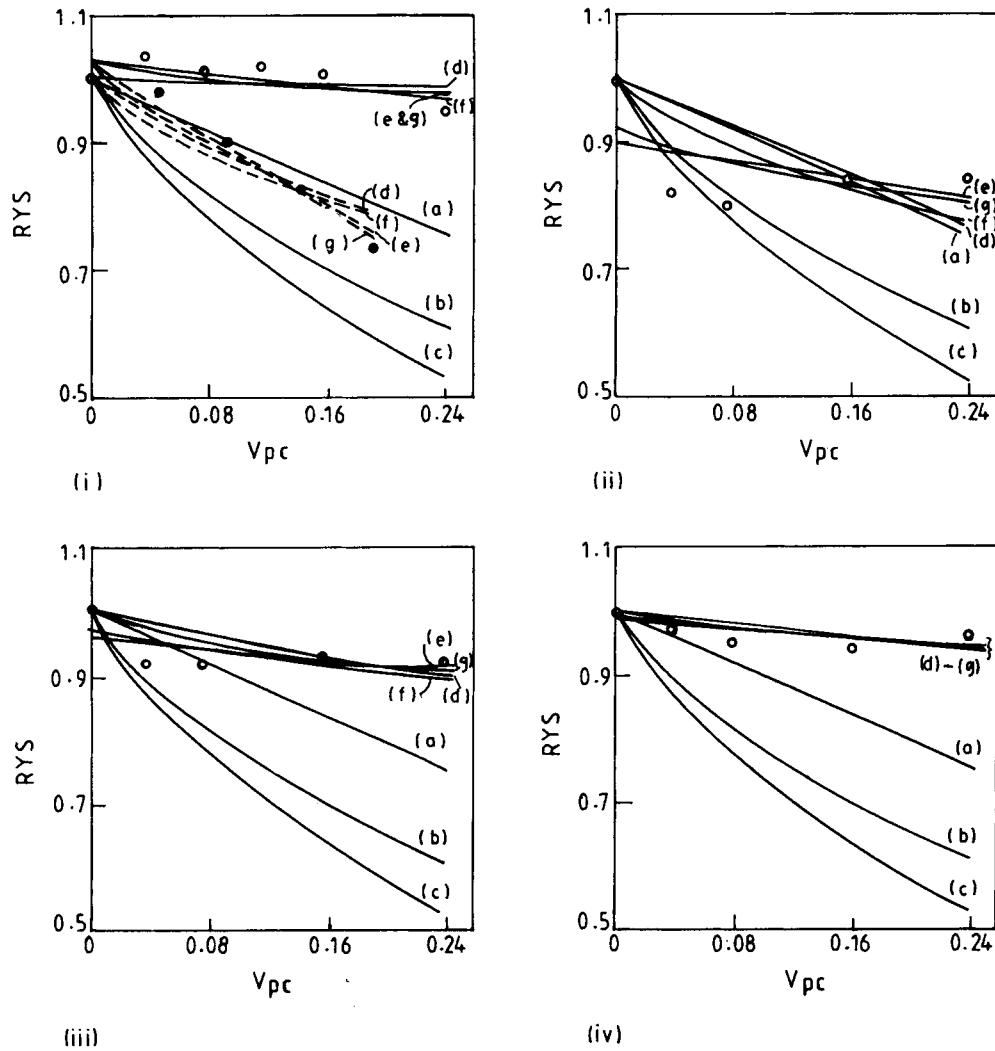 1.1
0.9
0.7
0.5
RYS
0
0.08
0.16
0.24
Vpc
(d)
(f)
(e & g)
(a)
(d)
(f)
(e)
(g)
(b)
(c)
(i)
1.1
0.9
0.7
0.5
RYS
0
0.08
0.16
0.24
Vpc
(e)
(g)
(f)
(d)
(a)
(b)
(c)
(ii)
1.1
0.9
0.7
0.5
RYS
0
0.08
0.16
0.24
Vpc
(e)
(g)
(f)
(d)
(a)
(b)
(c)
(iii)
1.1
0.9
0.7
0.5
RYS
0
0.08
0.16
0.24
Vpc
(d) - (g)
(a)
(b)
(c)
(iv)